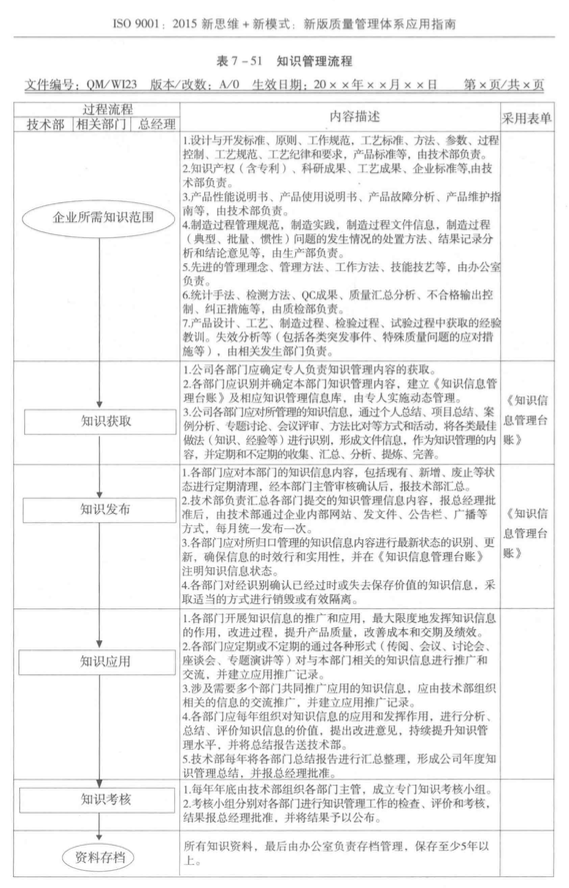 ISO 9001：2015 新思维+新模式：新版质量管理体系应用指南
表 7-51 知识管理流程
文件编号：QM/WI23 版本/改数：A/0 生效日期：20××年××月××日 第×页/共×页
过程流程
技术部 相关部门 总经理
内容描述
采用表单
企业所需知识范围
1.设计与开发标准、原则、工作规范，工艺标准、方法、参数、过程
控制、工艺规范、工艺纪律和要求，产品标准等，由技术部负责。
2.知识产权（含专利）、科研成果、工艺成果、企业标准等,由技
术部负责。
3.产品性能说明书、产品使用说明书、产品故障分析、产品维护指
南等，由技术部负责。
4.制造过程管理规范，制造实践，制造过程文件信息，制造过程
（典型、批量、惯性）问题的发生情况的处置方法、结果记录分
析和结论意见等，由生产部负责。
5.先进的管理理念、管理方法、工作方法、技能技艺等，由办公室
负责。
6.统计手法、检测方法、QC成果、质量汇总分析、不合格输出控
制、纠正措施等，由质检部负责。
7.产品设计、工艺、制造过程、检验过程、试验过程中获取的经验
教训。失效分析等（包括各类突发事件、特殊质量问题的应对措
施等），由相关发生部门负责。
知识获取
1.公司各部门应确定专人负责知识管理内容的获取。
2.各部门应识别并确定本部门知识管理内容，建立《知识信息管
理台账》及相应知识管理信息库，由专人实施动态管理。
3.公司各部门应对所管理的知识信息，通过个人总结、项目总结、案
例分析、专题讨论、会议评审、方法比对等方式和活动，将各类最佳
做法（知识、经验等）进行识别，形成文件信息，作为知识管理的内
容，并定期和不定期的收集、汇总、分析、提炼、完善。
《知识信
息管理台
账》
知识发布
1.各部门应对本部门的知识信息内容，包括现有、新增、废止等状
态进行定期清理，经本部门主管审核确认后，报技术部汇总。
2.技术部负责汇总各部门提交的知识管理信息内容，报总经理批
准后，由技术部通过企业内部网站、发文件、公告栏、广播等
方式，每月统一发布一次。
3.各部门应对所归口管理的知识信息内容进行最新状态的识别、更
新，确保信息的时效行和实用性，并在《知识信息管理台账》
注明知识信息状态。
4.各部门对经识别确认已经过时或失去保存价值的知识信息，采
取适当的方式进行销毁或有效隔离。
《知识信
息管理台
账》
知识应用
1.各部门开展知识信息的推广和应用，最大限度地发挥知识信息
的作用，改进过程，提升产品质量，改善成本和交期及绩效。
2.各部门应定期或不定期的通过各种形式（传阅、会议、讨论会、
座谈会、专题演讲等）对与本部门相关的知识信息进行推广和
交流，并建立应用推广记录。
3.涉及需要多个部门共同推广应用的知识信息，应由技术部组织
相关的信息的交流推广，并建立应用推广记录。
4.各部门应每年组织对知识信息的应用和发挥作用，进行分析、
总结、评价知识信息的价值，提出改进意见，持续提升知识管
理水平，并将总结报告送技术部。
5.技术部每年将各部门总结报告进行汇总整理，形成公司年度知
识管理总结，并报总经理批准。
知识考核
1.每年年底由技术部组织各部门主管，成立专门知识考核小组。
2.考核小组分别对各部门进行知识管理工作的检查、评价和考核，
结果报总经理批准，并将结果予以公布。
资料存档
所有知识资料，最后由办公室负责存档管理，保存至少5年以
上。